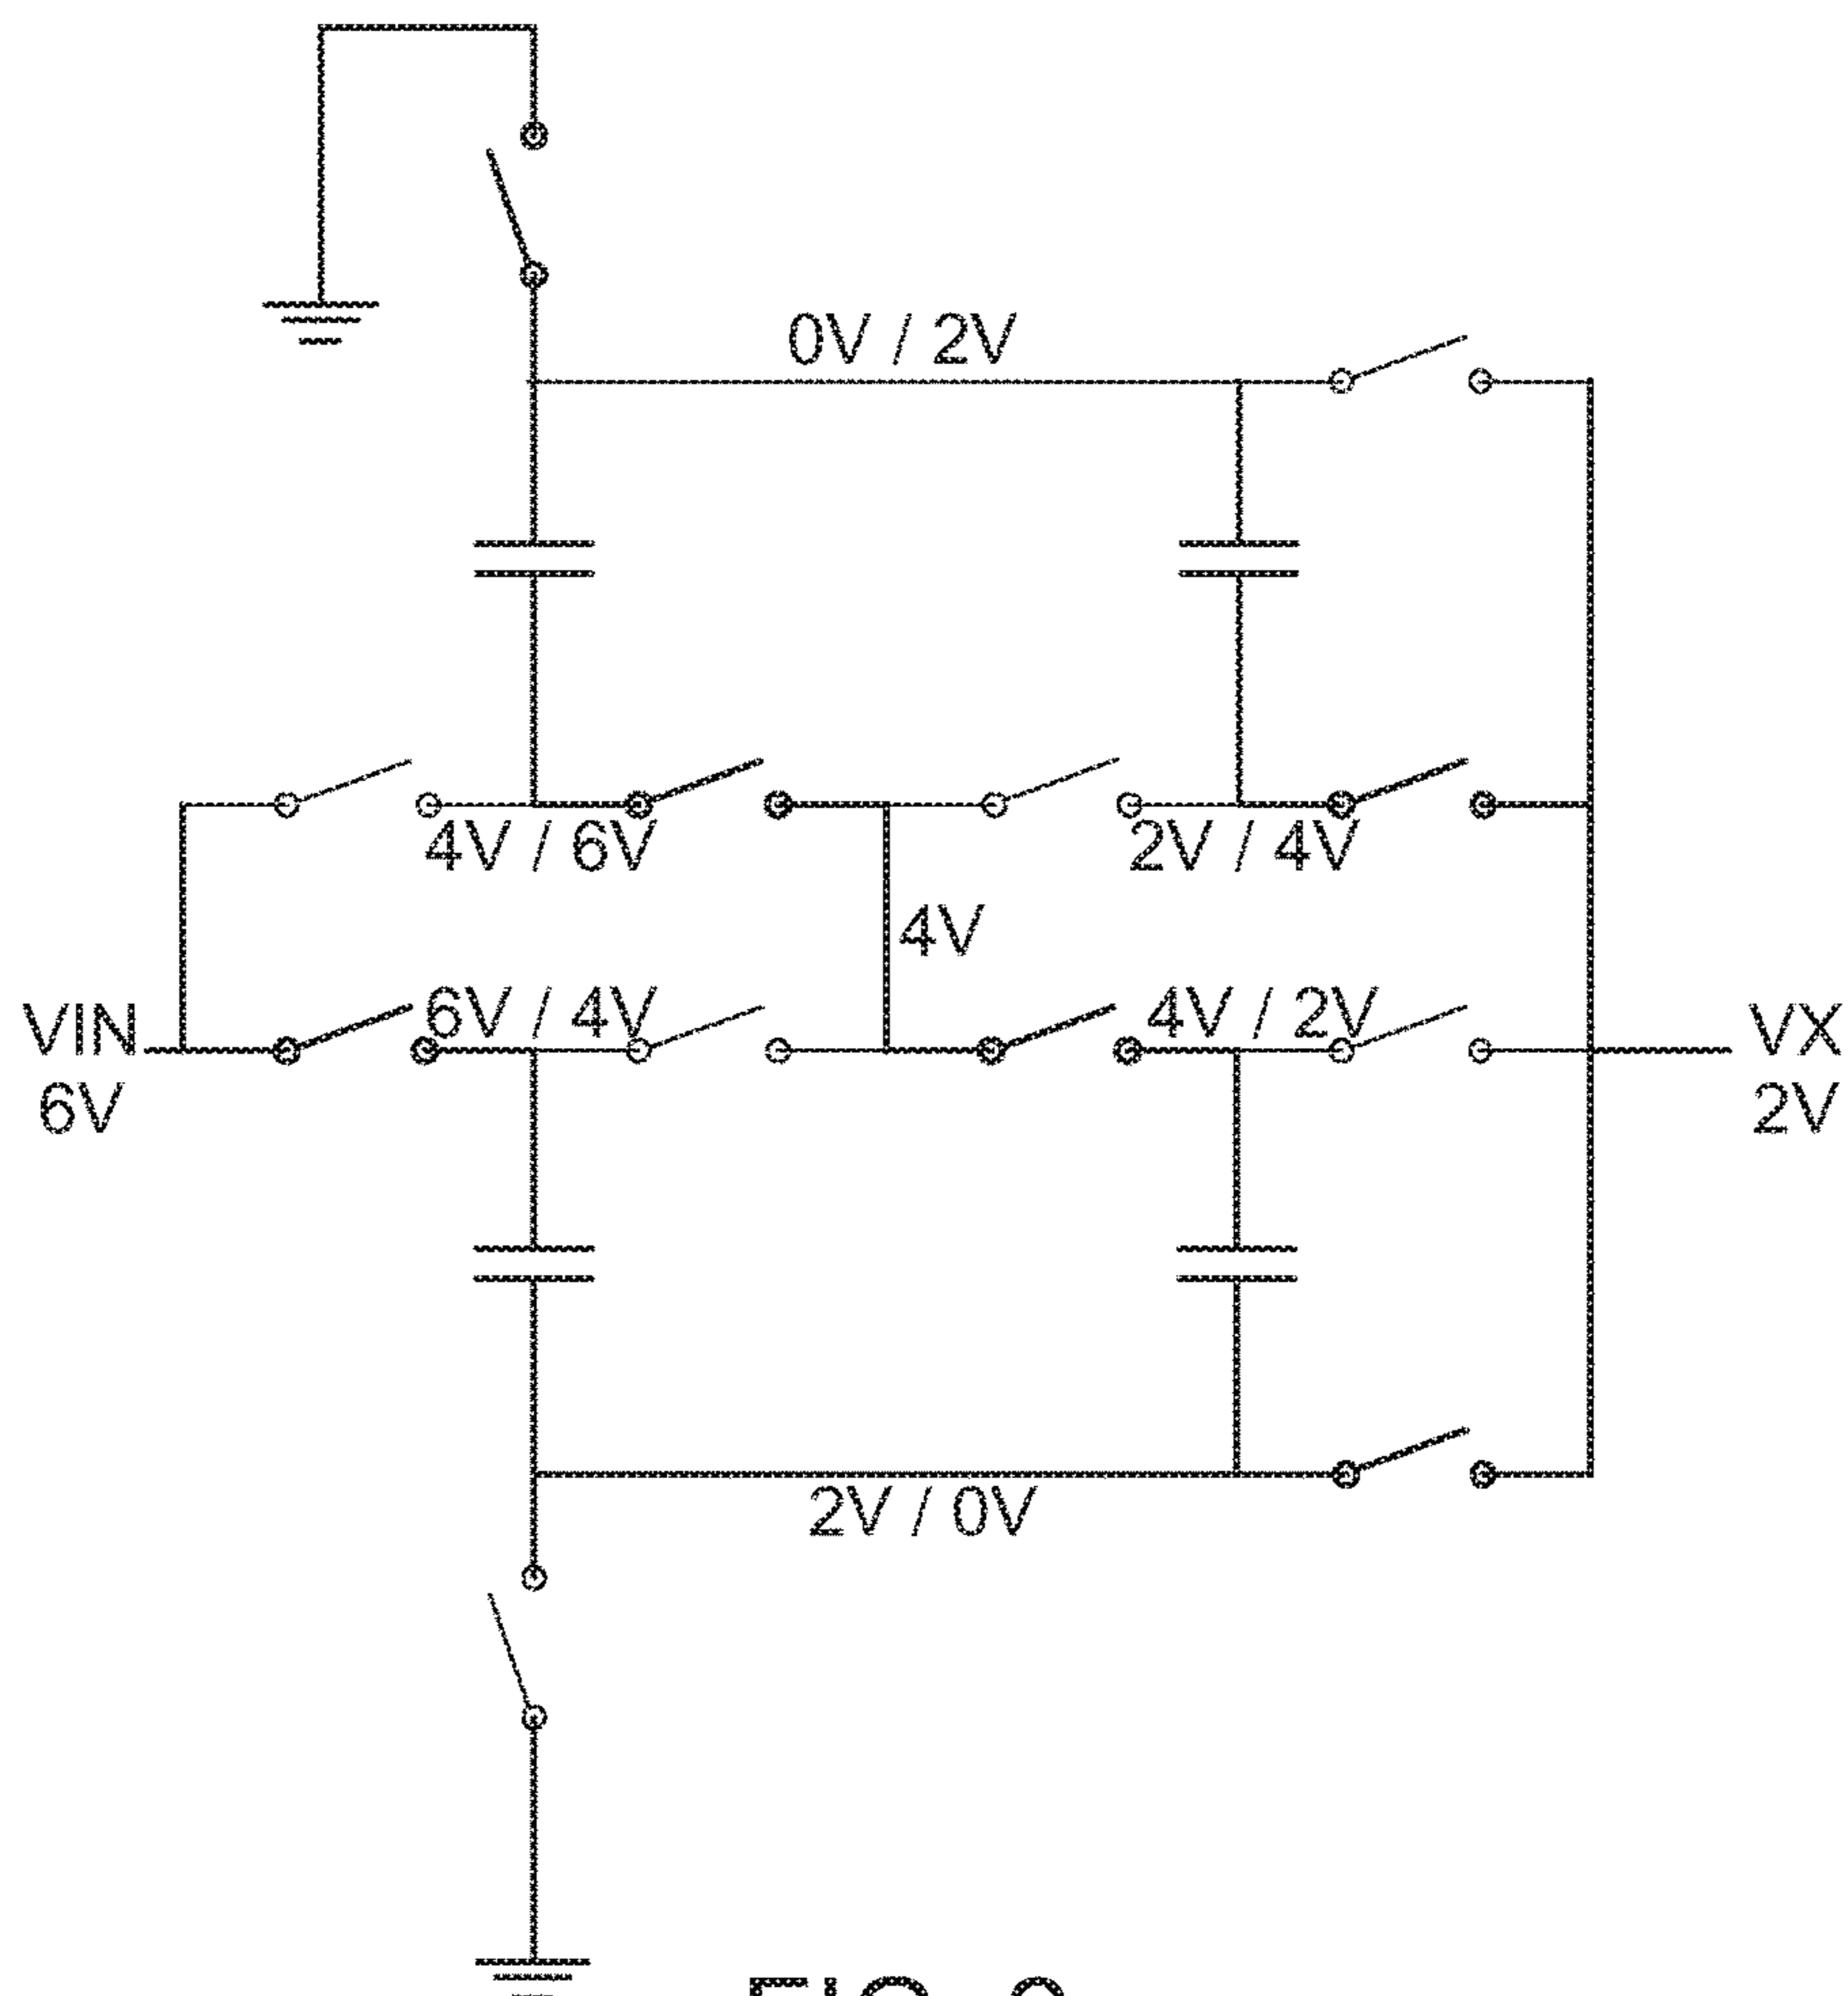 0V / 2V
4V / 6V
2V / 4V
4V
VIN
6V
6V / 4V
4V / 2V
VX
2V
2V / 0V